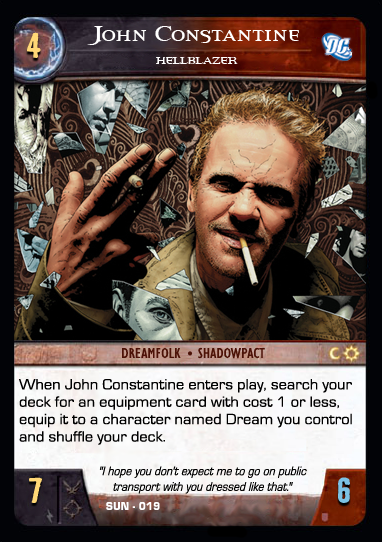 4
John Constantine
HELLBLAZER
DC
DREAMFOLK • SHADOWPACT
When John Constantine enters play, search your
deck for an equipment card with cost 1 or less,
equip it to a character named Dream you control
and shuffle your deck.
7
"I hope you don't expect me to go on public
transport with you dressed like that."
SUN · 019
6